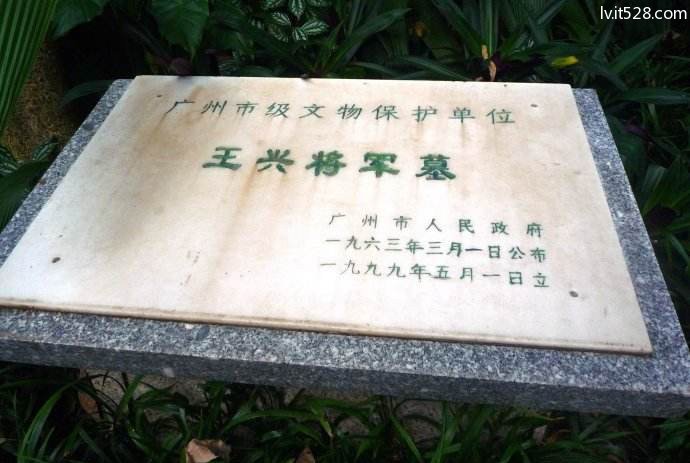 lvit528.com
广州市级文物保护单位
王兴将军墓
广州市人民政府
一九六三年三月一日公布
一九九九年五月一日立